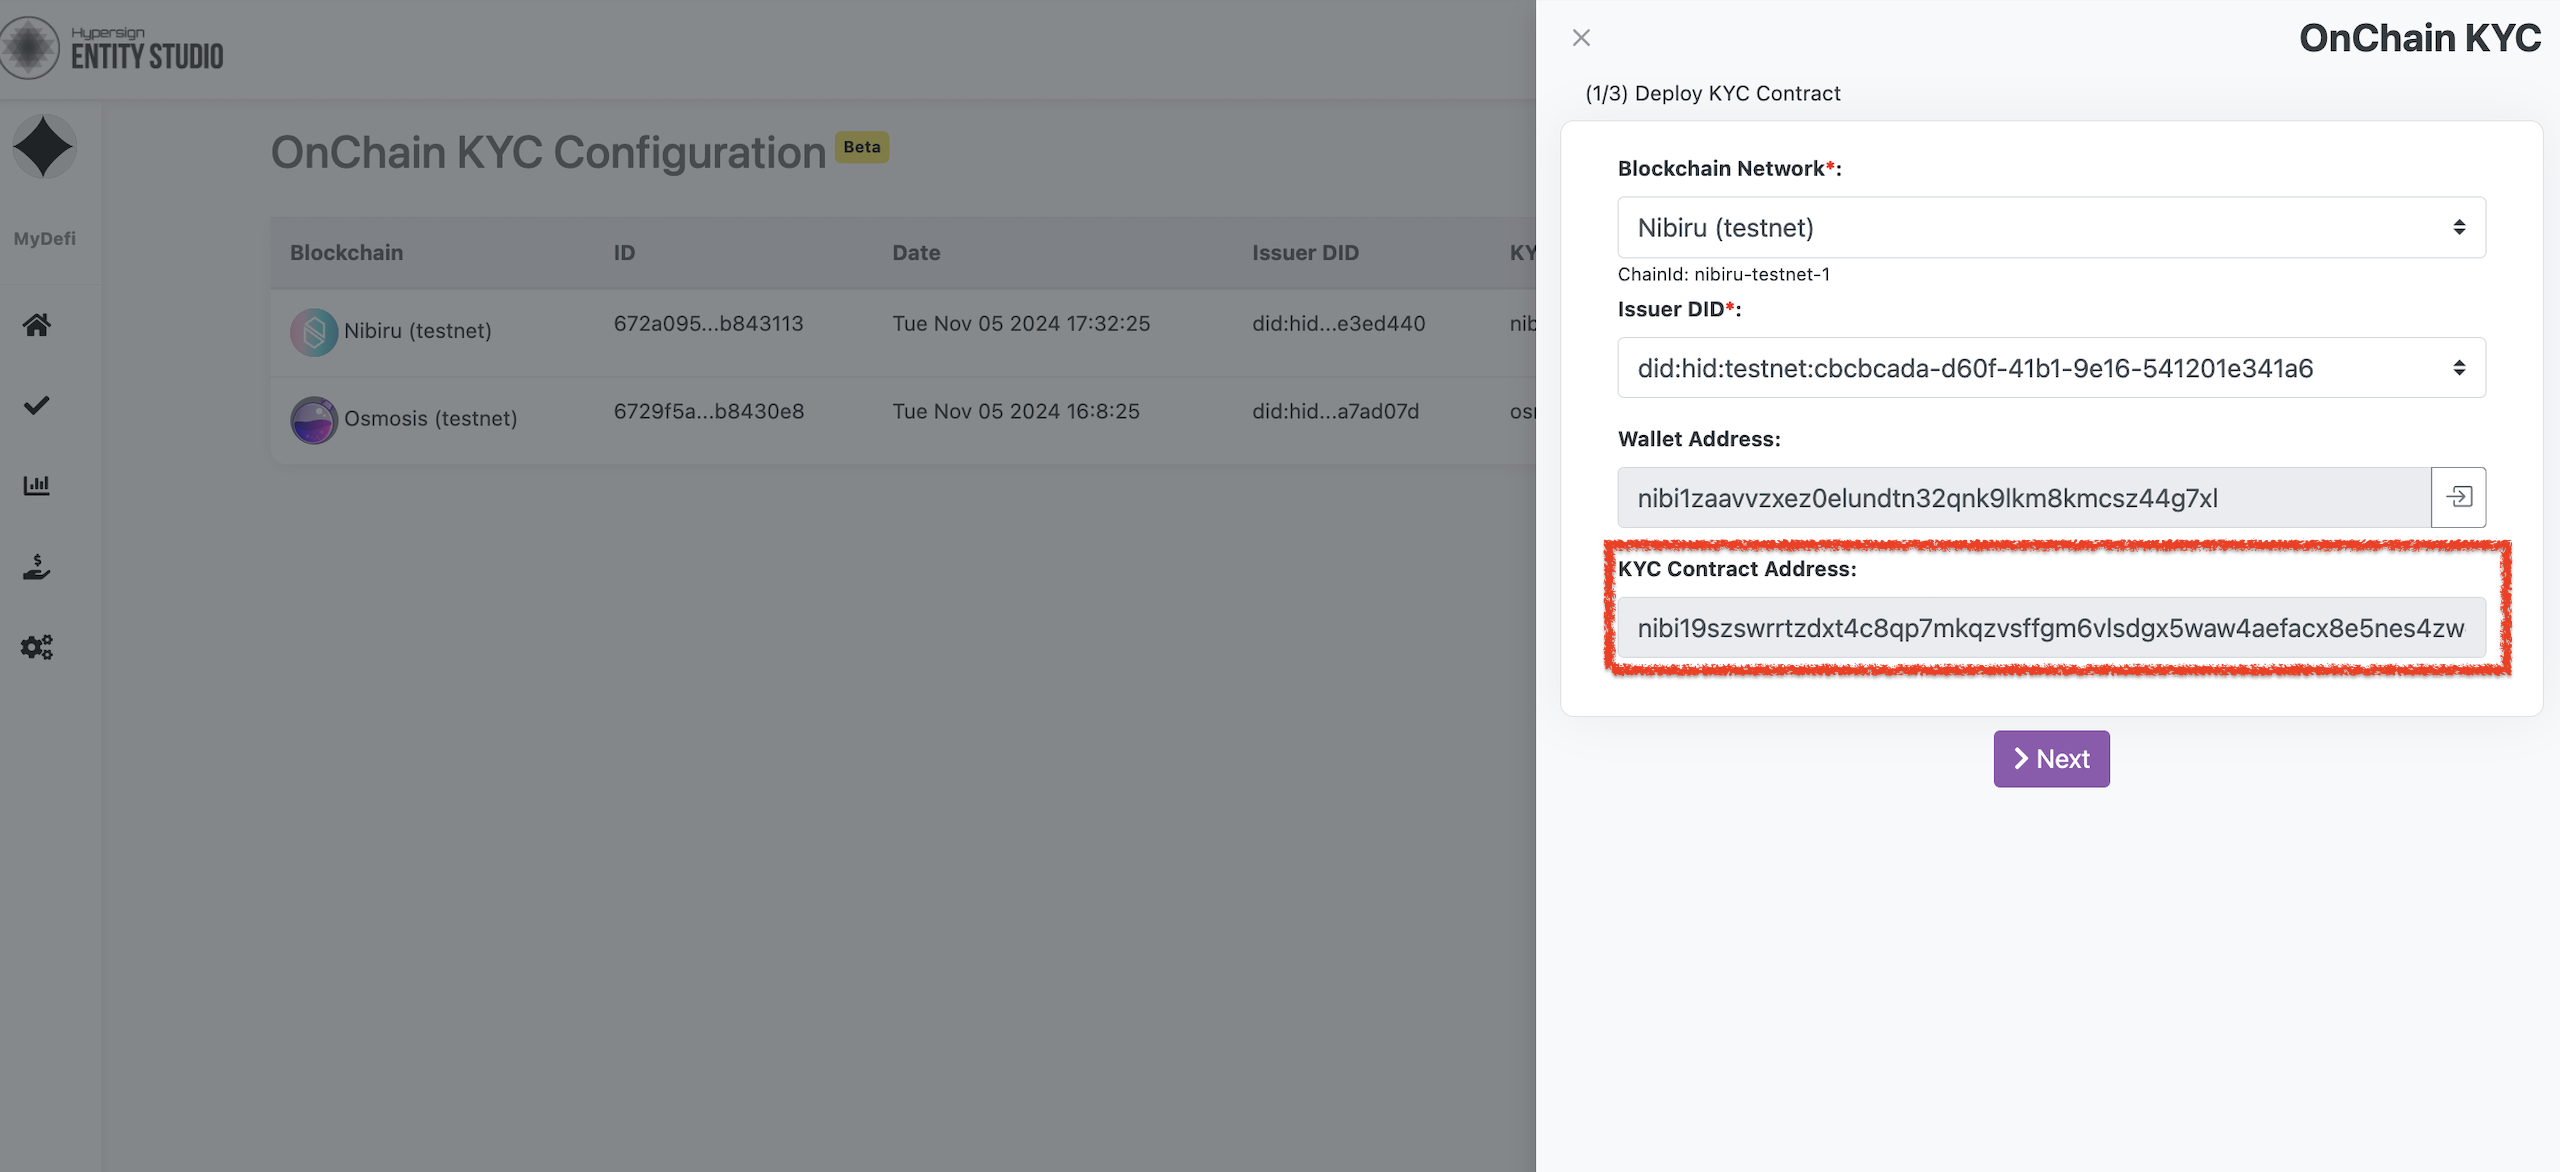 Hypersign
ENTITY STUDIO
MyDefi
OnChain KYC Configuration Beta
Blockchain ID Date Issuer DID KY
Nibiru (testnet) 672a095...b843113 Tue Nov 05 2024 17:32:25 did:hid...e3ed440 nib
Osmosis (testnet) 6729f5a...b8430e8 Tue Nov 05 2024 16:8:25 did:hid...a7ad07d osm
OnChain KYC
(1/3) Deploy KYC Contract
Blockchain Network*:
Nibiru (testnet)
ChainId: nibiru-testnet-1
Issuer DID*:
did:hid:testnet:cbcbcada-d60f-41b1-9e16-541201e341a6
Wallet Address:
nibi1zaavvzxez0elundtn32qnk9lkm8kmcsz44g7xl
KYC Contract Address:
nibi19szswrrtzdxt4c8qp7mkqzvsffgm6vlsdgx5waw4aefacx8e5nes4zw
Next